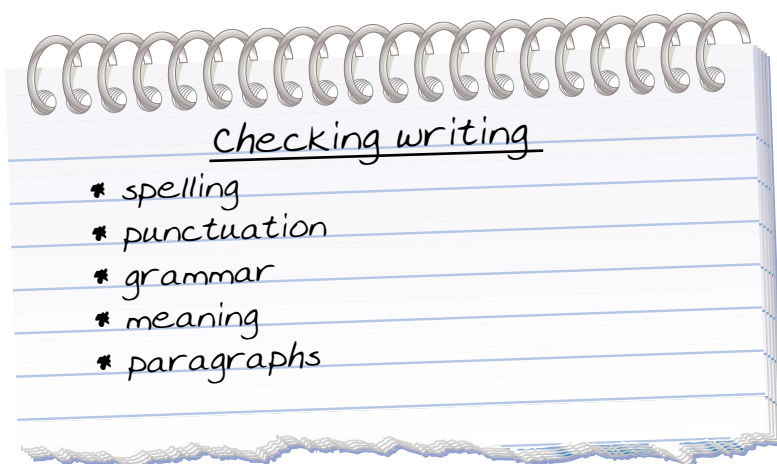 Checking writing
* spelling
* punctuation
* grammar
* meaning
* paragraphs